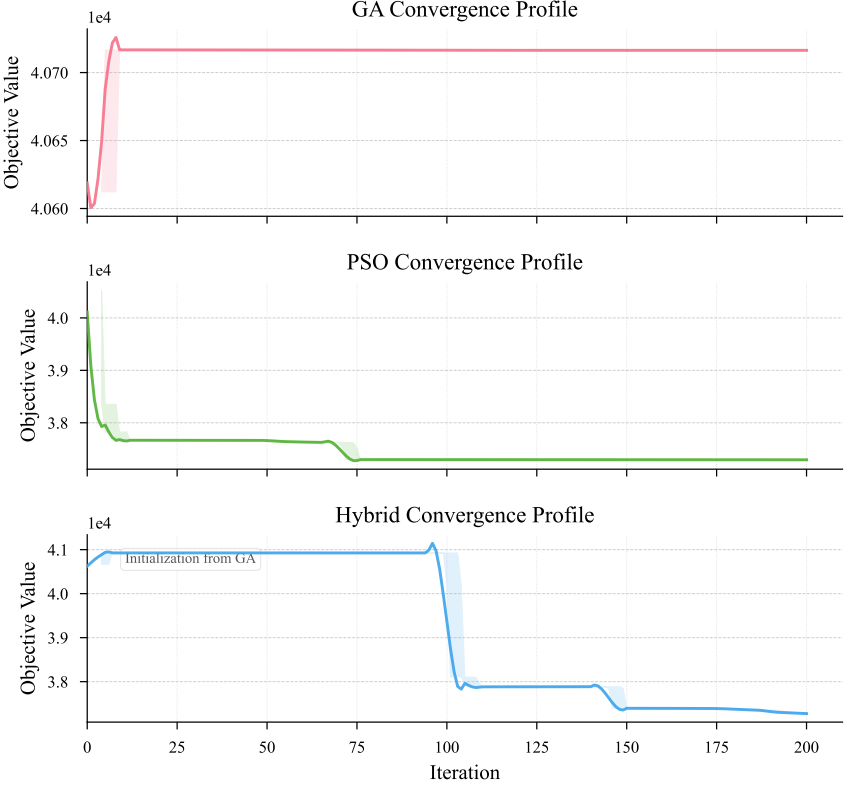 GA Convergence Profile
1e4
4.070
4.065
4.060
Objective Value
PSO Convergence Profile
1e4
4.0
3.9
3.8
Objective Value
Hybrid Convergence Profile
1e4
4.1
4.0
3.9
3.8
Objective Value
Initialization from GA
0 25 50 75 100 125 150 175 200
Iteration